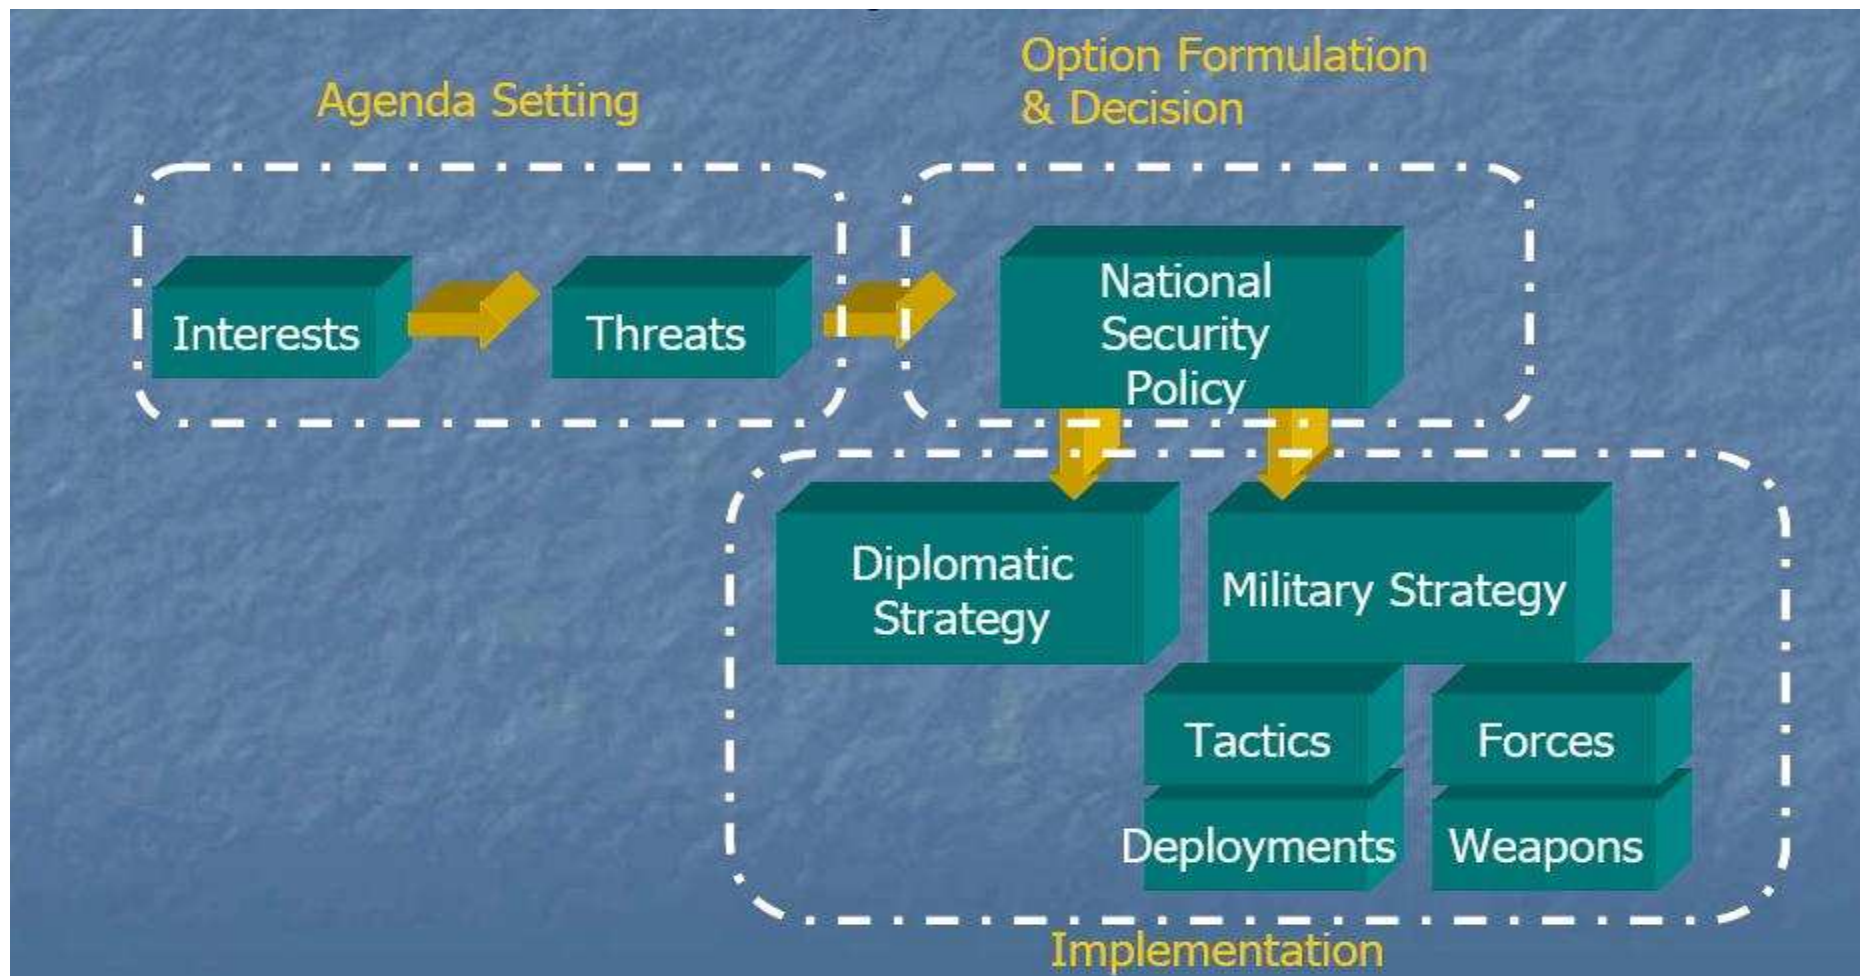 Agenda Setting
Option Formulation
& Decision
Interests
Threats
National
Security
Policy
Diplomatic
Strategy
Military Strategy
Tactics
Forces
Deployments
Weapons
Implementation